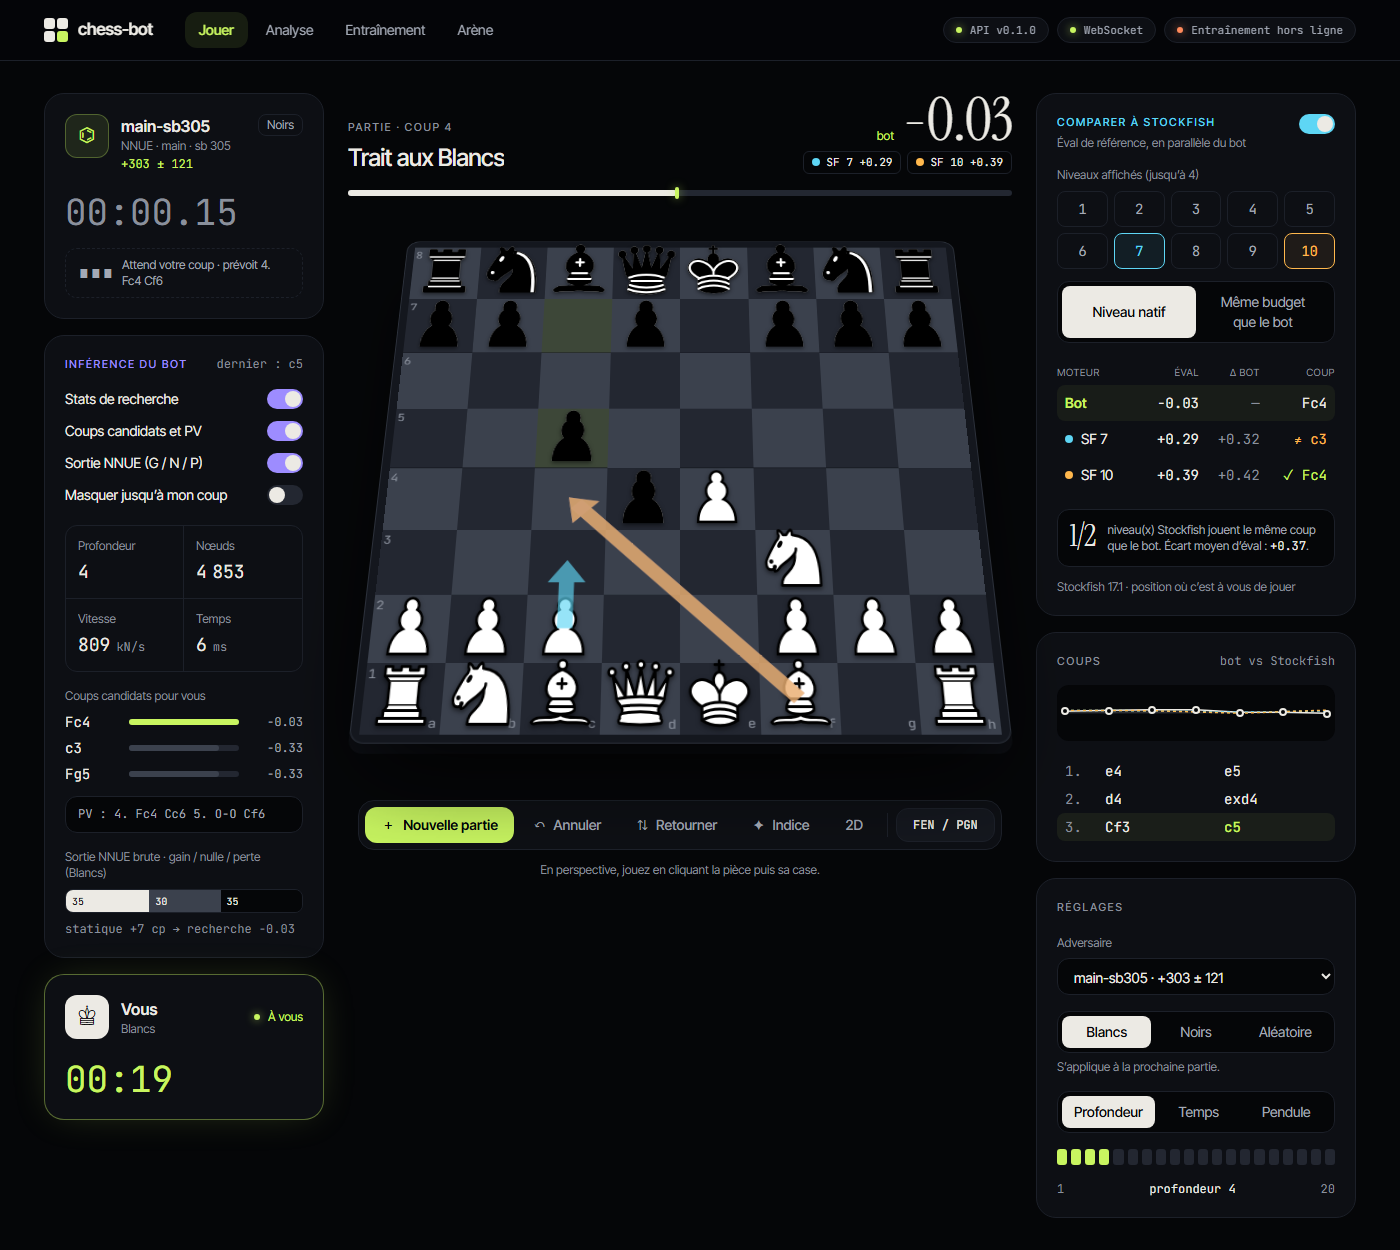 chess-bot
Jouer
Analyse
Entraînement
Arène
API v0.1.0
WebSocket
Entraînement hors ligne
main-sb305
Noirs
NNUE · main · sb 305
+303 ± 121
00:00.15
Attend votre coup · prévoit 4.
Fc4 Cf6
INFÉRENCE DU BOT
dernier : c5
Stats de recherche
Coups candidats et PV
Sortie NNUE (G / N / P)
Masquer jusqu'à mon coup
Profondeur
Nœuds
4
4 853
Vitesse
Temps
809 kN/s
6 ms
Coups candidats pour vous
Fc4 -0.03
c3 -0.33
Fg5 -0.33
PV : 4. Fc4 Cc6 5. O-O Cf6
Sortie NNUE brute · gain / nulle / perte
(Blancs)
35 30 35
statique +7 cp → recherche -0.03
Vous
Blancs
À vous
00:19
PARTIE · COUP 4
Trait aux Blancs
bot −0.03
SF 7 +0.29
SF 10 +0.39
8
7
6
5
4
3
2
1
a b c d e f g h
+ Nouvelle partie
Annuler
Retourner
Indice
2D
FEN / PGN
En perspective, jouez en cliquant la pièce puis sa case.
COMPARER À STOCKFISH
Éval de référence, en parallèle du bot
Niveaux affichés (jusqu'à 4)
1 2 3 4 5
6 7 8 9 10
Niveau natif
Même budget
que le bot
MOTEUR ÉVAL Δ BOT COUP
Bot -0.03 — Fc4
SF 7 +0.29 +0.32 ≠ c3
SF 10 +0.39 +0.42 ✓ Fc4
1/2
niveau(x) Stockfish jouent le même coup
que le bot. Écart moyen d'éval : +0.37.
Stockfish 17.1 · position où c'est à vous de jouer
COUPS
bot vs Stockfish
1. e4 e5
2. d4 exd4
3. Cf3 c5
RÉGLAGES
Adversaire
main-sb305 · +303 ± 121
Blancs
Noirs
Aléatoire
S'applique à la prochaine partie.
Profondeur
Temps
Pendule
1 profondeur 4 20